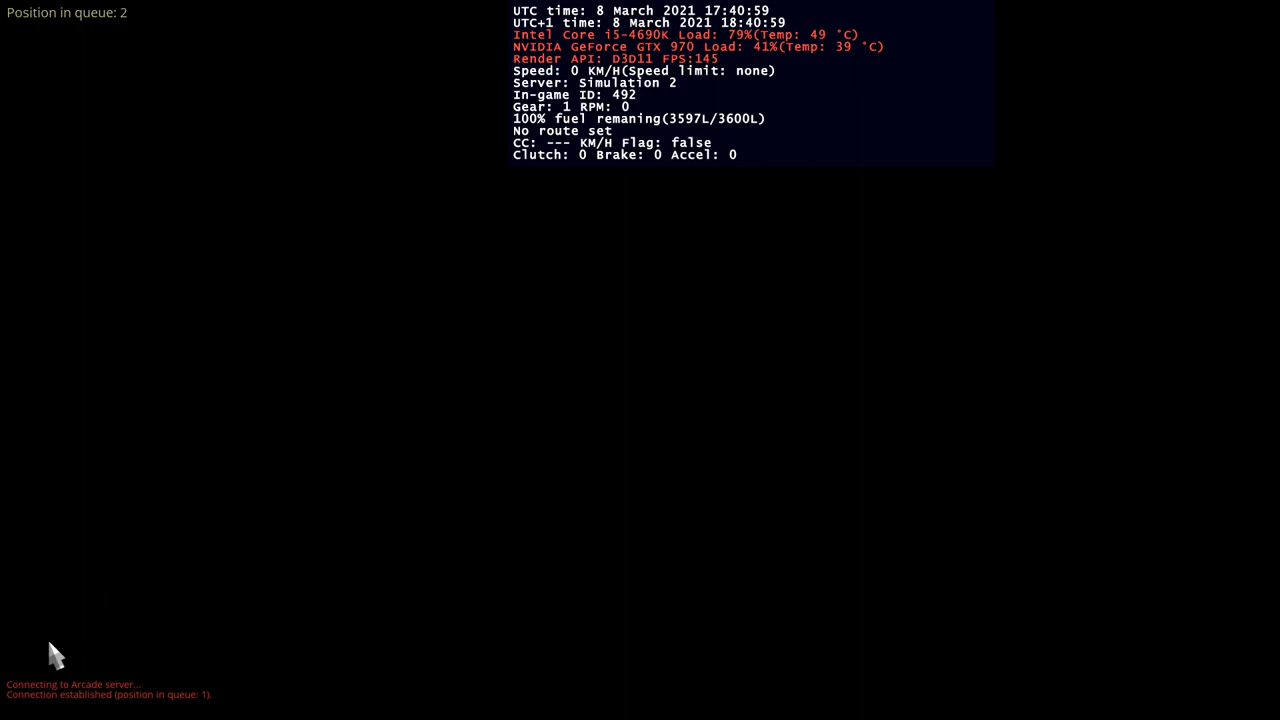 Position in queue: 2
UTC time: 8 March 2021 17:40:59
UTC+1 time: 8 March 2021 18:40:59
Intel Core i5-4690K Load: 79%(Temp: 49 °C)
NVIDIA GeForce GTX 970 Load: 41%(Temp: 39 °C)
Render API: D3D11 FPS:145
Speed: 0 KM/H(Speed limit: none)
Server: Simulation 2
In-game ID: 492
Gear: 1 RPM: 0
100% fuel remaning(3597L/3600L)
No route set
CC: --- KM/H Flag: false
Clutch: 0 Brake: 0 Accel: 0
Connecting to Arcade server...
Connection established (position in queue: 1).